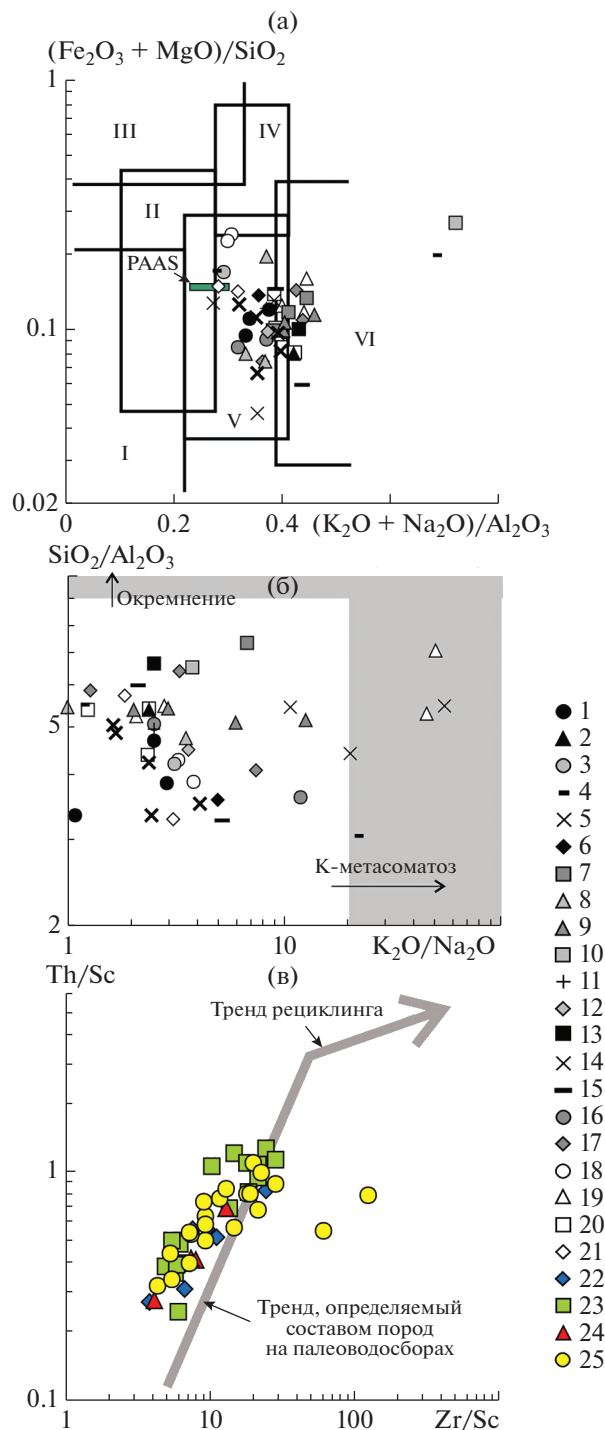 (а)
(Fe₂O₃ + MgO)/SiO₂
1
III
IV
II
PAAS
0.1
VI
V
I
0.02
0 0.2 0.4 (K₂O + Na₂O)/Al₂O₃
SiO₂/Al₂O₃
(б)
Окремнение
5
K-метасоматоз
2
1 10 K₂O/Na₂O
Th/Sc
(в)
Тренд рециклинга
1
Тренд, определяемый
составом пород
на палеоводосборах
0.1
1 10 100 Zr/Sc
1
2
3
4
5
6
7
8
9
10
11
12
13
14
15
16
17
18
19
20
21
22
23
24
25